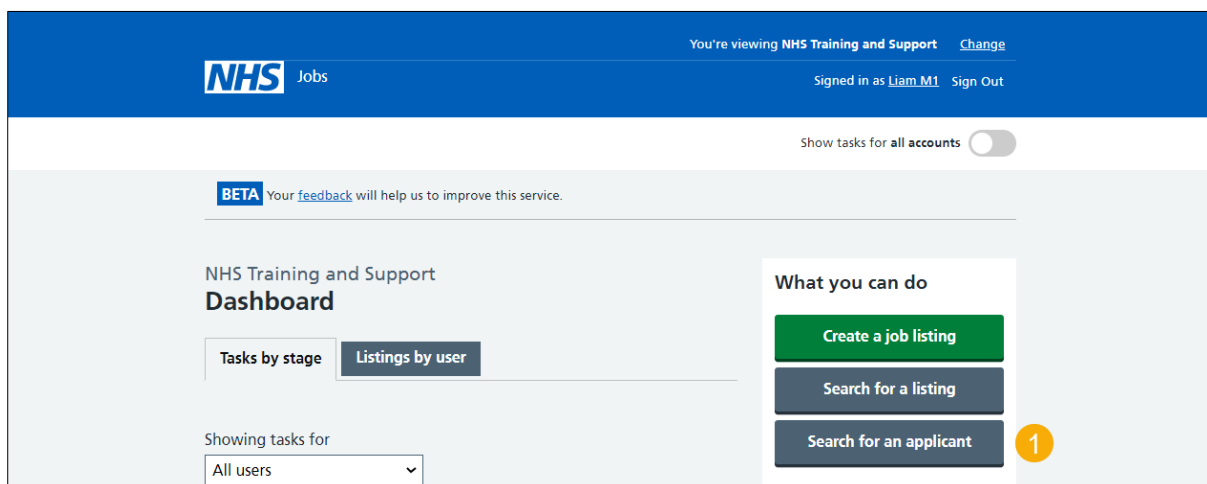 You're viewing NHS Training and Support Change
NHS Jobs
Signed in as Liam M1 Sign Out
Show tasks for all accounts
BETA Your feedback will help us to improve this service.
NHS Training and Support
Dashboard
Tasks by stage
Listings by user
Showing tasks for
All users
What you can do
Create a job listing
Search for a listing
Search for an applicant
1